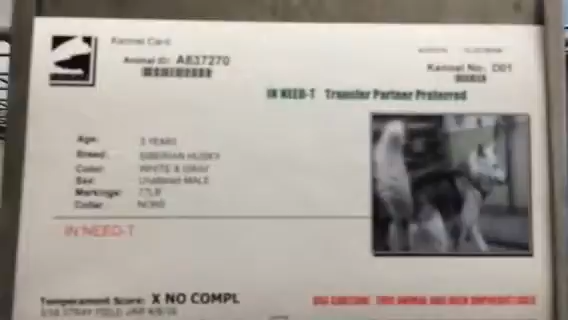 Kennel Card
Animal ID: A837270
Kennel No.: D01
IN NEED-T Transfer Partner Preferred
Age: 3 YEARS
Breed: SIBERIAN HUSKY
Color: WHITE & GRAY
Sex: Unaltered MALE
Markings: 77LB
Collar: NONE
IN NEED-T
Temperament Score: X NO COMPL